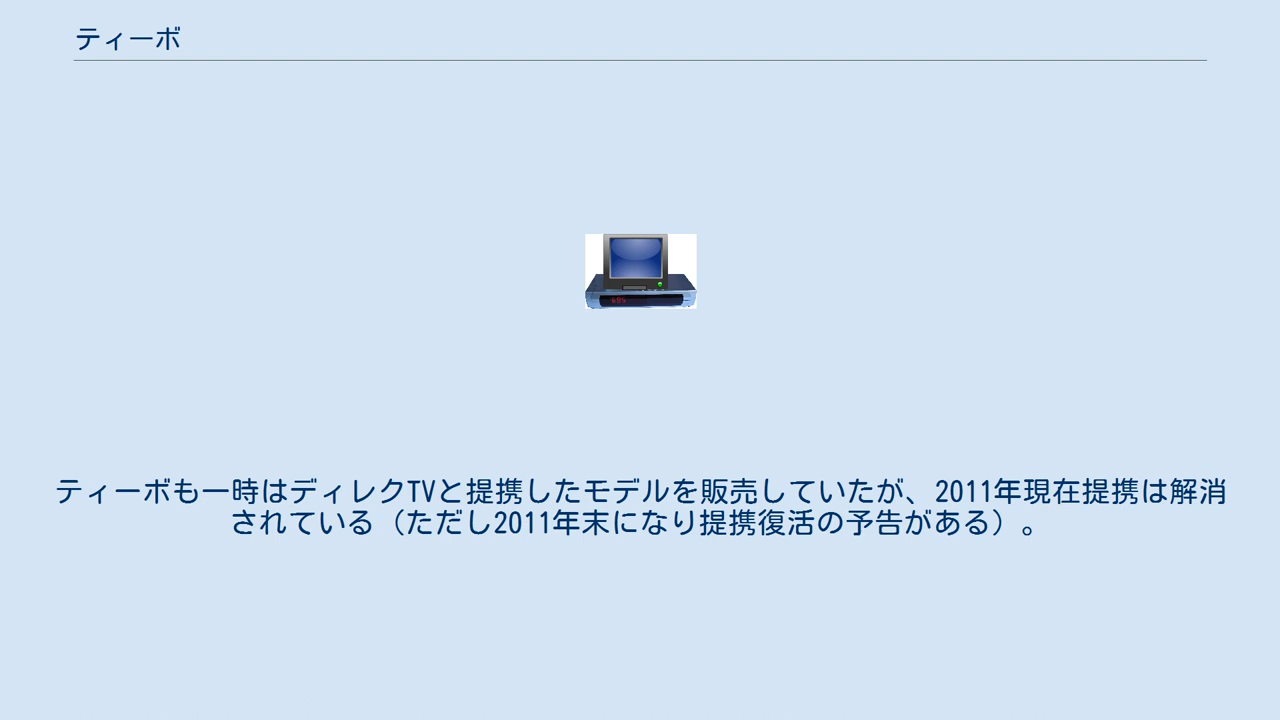 ティーボ
ティーボも一時はディレクTVと提携したモデルを販売していたが、2011年現在提携は解消
されている（ただし2011年末になり提携復活の予告がある）。